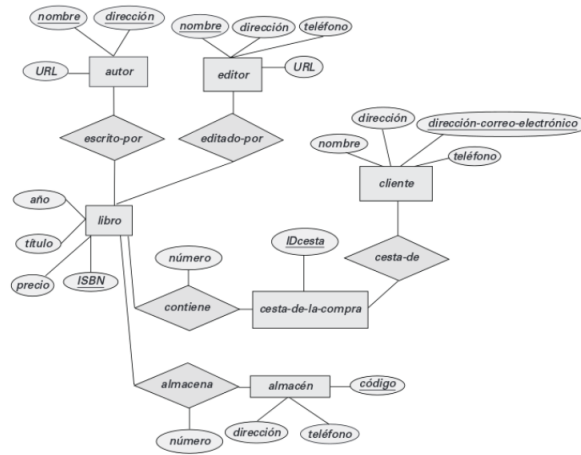 nombre
dirección
URL
autor
nombre
dirección
teléfono
editor
URL
escrito-por
editado-por
dirección
dirección-correo-electrónico
nombre
teléfono
cliente
año
libro
título
precio
ISBN
número
IDcesta
cesta-de
contiene
cesta-de-la-compra
almacena
almacén
código
número
dirección
teléfono